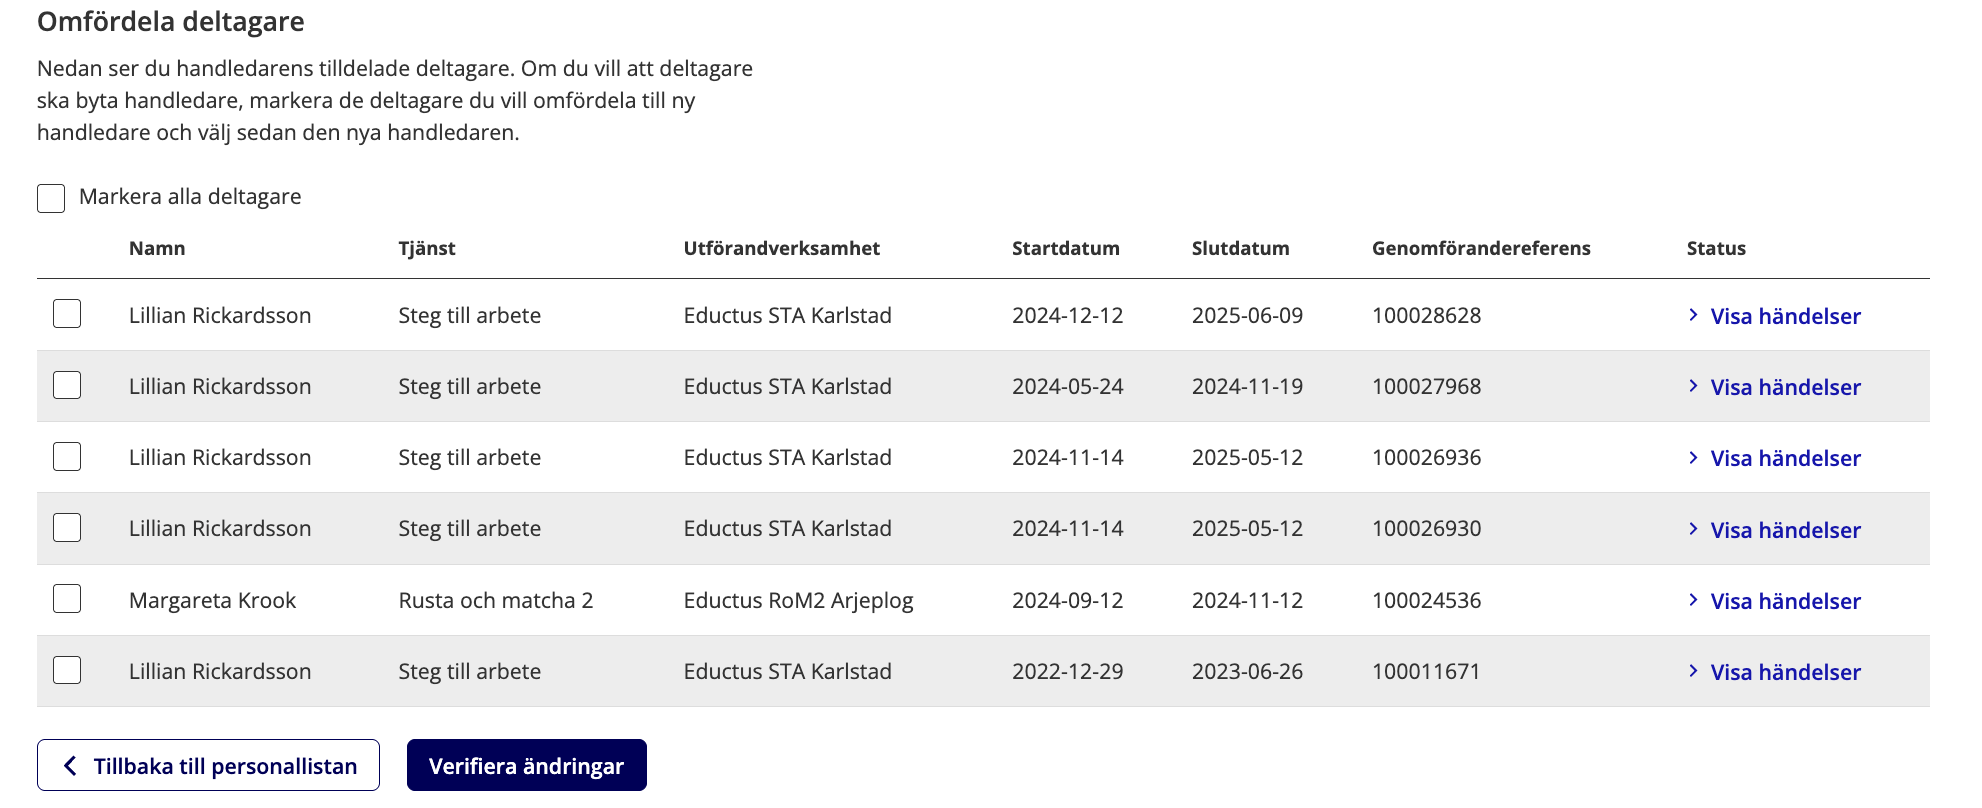 Omfördela deltagare
Nedan ser du handledarens tilldelade deltagare. Om du vill att deltagare
ska byta handledare, markera de deltagare du vill omfördela till ny
handledare och välj sedan den nya handledaren.
Markera alla deltagare
Namn Tjänst Utförandverksamhet Startdatum Slutdatum Genomförandereferens Status
Lillian Rickardsson Steg till arbete Eductus STA Karlstad 2024-12-12 2025-06-09 100028628 Visa händelser
Lillian Rickardsson Steg till arbete Eductus STA Karlstad 2024-05-24 2024-11-19 100027968 Visa händelser
Lillian Rickardsson Steg till arbete Eductus STA Karlstad 2024-11-14 2025-05-12 100026936 Visa händelser
Lillian Rickardsson Steg till arbete Eductus STA Karlstad 2024-11-14 2025-05-12 100026930 Visa händelser
Margareta Krook Rusta och matcha 2 Eductus RoM2 Arjeplog 2024-09-12 2024-11-12 100024536 Visa händelser
Lillian Rickardsson Steg till arbete Eductus STA Karlstad 2022-12-29 2023-06-26 100011671 Visa händelser
Tillbaka till personallistan Verifiera ändringar